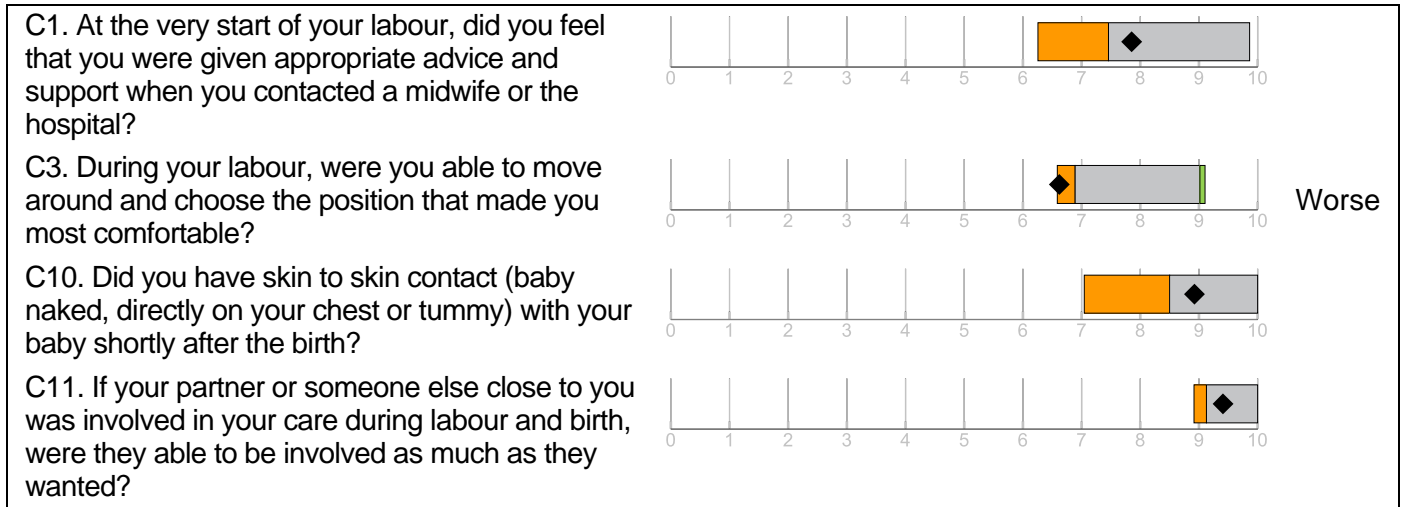 C1. At the very start of your labour, did you feel
that you were given appropriate advice and
support when you contacted a midwife or the
hospital?
0 1 2 3 4 5 6 7 8 9 10
C3. During your labour, were you able to move
around and choose the position that made you
most comfortable?
0 1 2 3 4 5 6 7 8 9 10
Worse
C10. Did you have skin to skin contact (baby
naked, directly on your chest or tummy) with your
baby shortly after the birth?
0 1 2 3 4 5 6 7 8 9 10
C11. If your partner or someone else close to you
was involved in your care during labour and birth,
were they able to be involved as much as they
wanted?
0 1 2 3 4 5 6 7 8 9 10